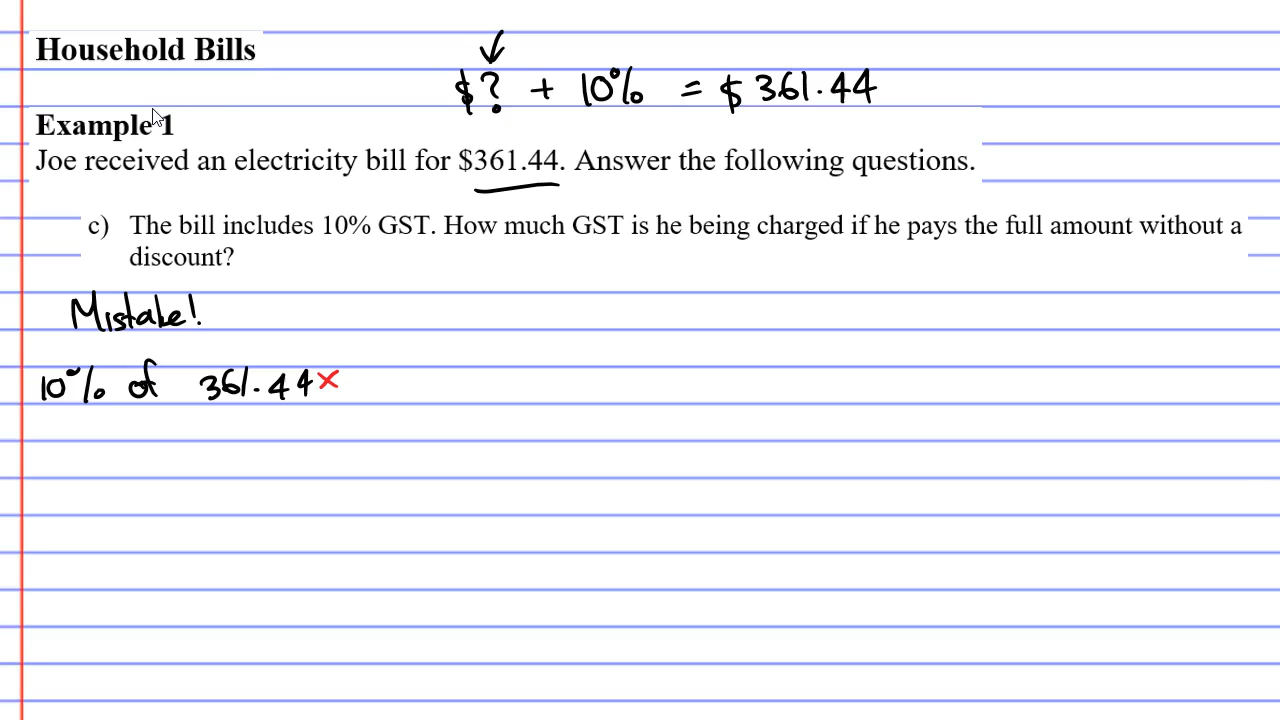 Household Bills
$? + 10% = $361.44
Example 1
Joe received an electricity bill for $361.44. Answer the following questions.
c) The bill includes 10% GST. How much GST is he being charged if he pays the full amount without a
discount?
Mistake!
10% of 361.44×